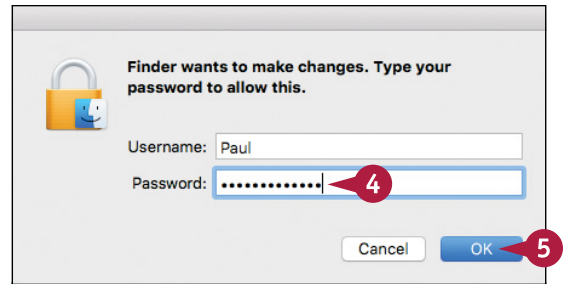 Finder wants to make changes. Type your
password to allow this.
Username: Paul
Password: •••••••••••••
4
Cancel
OK
5